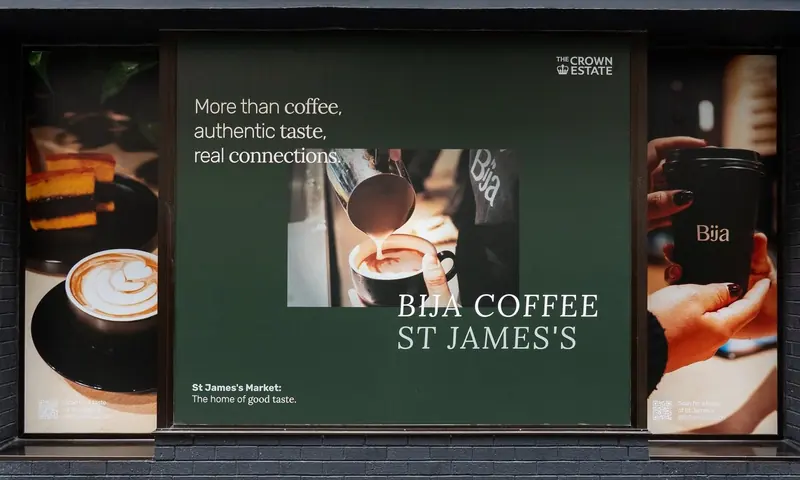 THE CROWN
ESTATE
More than coffee,
authentic taste,
real connections.
Bija
Bija
BIJA COFFEE
ST JAMES'S
St James's Market:
The home of good taste.